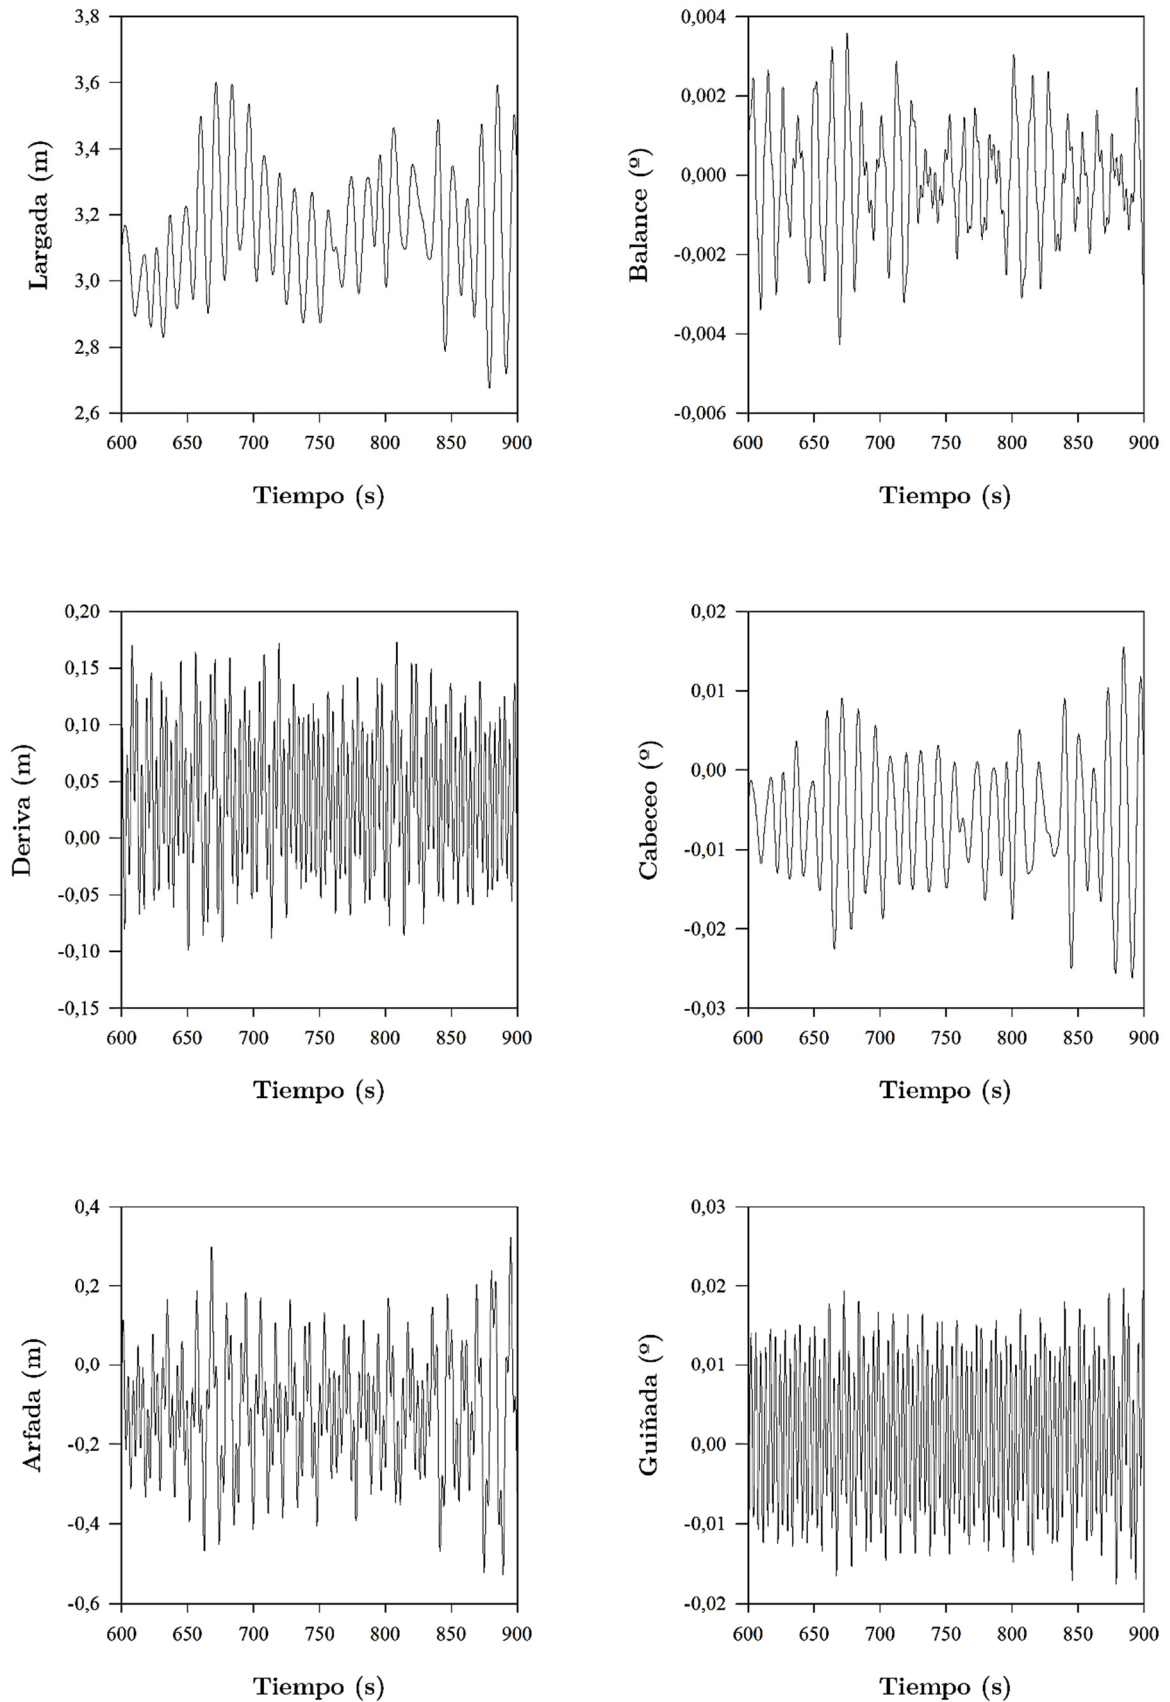 3,8
3,6
3,4
3,2
3,0
2,8
2,6
Largada (m)
600 650 700 750 800 850 900
Tiempo (s)
0,004
0,002
0,000
-0,002
-0,004
-0,006
Balance (º)
600 650 700 750 800 850 900
Tiempo (s)
0,20
0,15
0,10
0,05
0,00
-0,05
-0,10
-0,15
Deriva (m)
600 650 700 750 800 850 900
Tiempo (s)
0,02
0,01
0,00
-0,01
-0,02
-0,03
Cabeceo (º)
600 650 700 750 800 850 900
Tiempo (s)
0,4
0,2
0,0
-0,2
-0,4
-0,6
Arfada (m)
600 650 700 750 800 850 900
Tiempo (s)
0,03
0,02
0,01
0,00
-0,01
-0,02
Guiñada (º)
600 650 700 750 800 850 900
Tiempo (s)